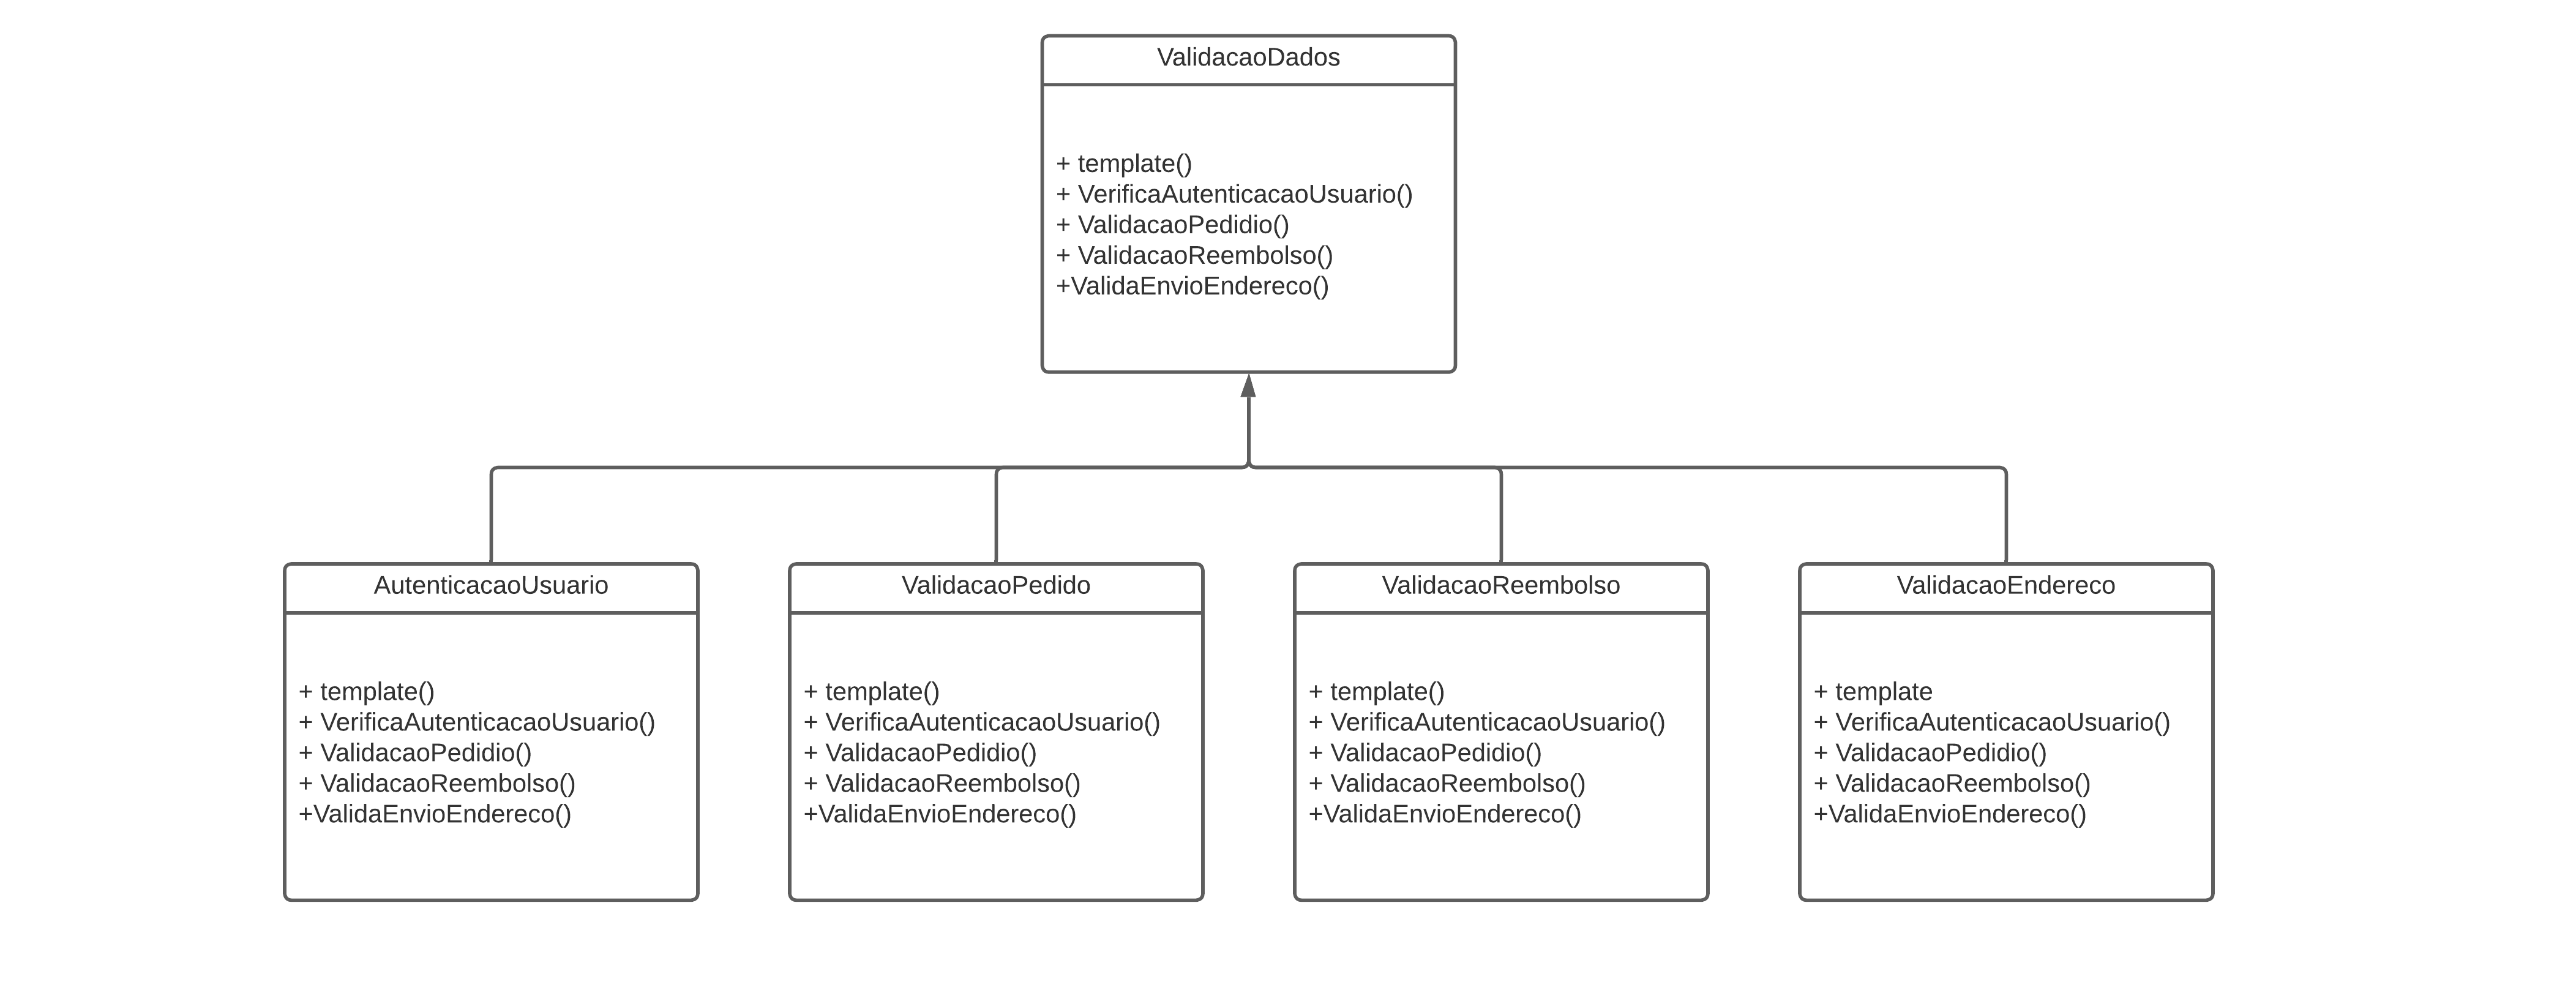 ValidacaoDados
+ template()
+ VerificaAutenticacaoUsuario()
+ ValidacaoPedidio()
+ ValidacaoReembolso()
+ValidaEnvioEndereco()
AutenticacaoUsuario
+ template()
+ VerificaAutenticacaoUsuario()
+ ValidacaoPedidio()
+ ValidacaoReembolso()
+ValidaEnvioEndereco()
ValidacaoPedido
+ template()
+ VerificaAutenticacaoUsuario()
+ ValidacaoPedidio()
+ ValidacaoReembolso()
+ValidaEnvioEndereco()
ValidacaoReembolso
+ template()
+ VerificaAutenticacaoUsuario()
+ ValidacaoPedidio()
+ ValidacaoReembolso()
+ValidaEnvioEndereco()
ValidacaoEndereco
+ template
+ VerificaAutenticacaoUsuario()
+ ValidacaoPedidio()
+ ValidacaoReembolso()
+ValidaEnvioEndereco()